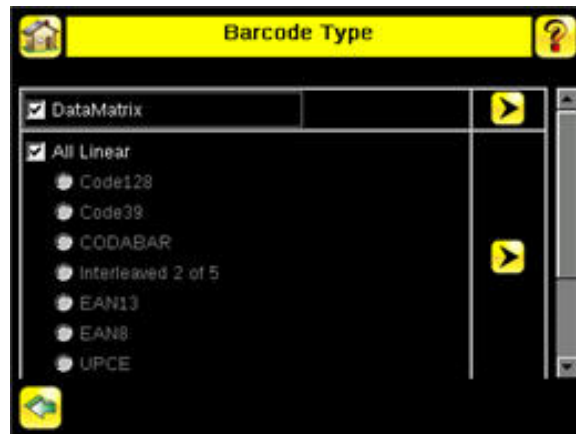 Barcode Type
?
DataMatrix
All Linear
Code128
Code39
CODABAR
Interleaved 2 of 5
EAN13
EAN8
UPCE